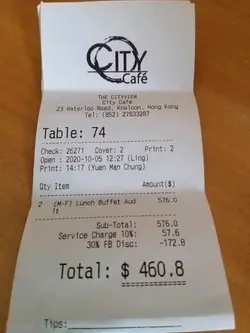 CITY
Café
THE CITYVIEW
City Cafe
23 Waterloo Road, Kowloon, Hong Kong
Tel: (852) 27833287
Table: 74
Check: 26271 Cover: 2 Print: 2
Open : 2020-10-05 12:27 (Ling)
Print: 14:17 (Yuen Man Chung)
Qty Item Amount($)
2 (M-F) Lunch Buffet Aud 576.0
lt
Sub-Total: 576.0
Service Charge 10%: 57.6
30% FB Disc: -172.8
Total: $ 460.8
Tips: